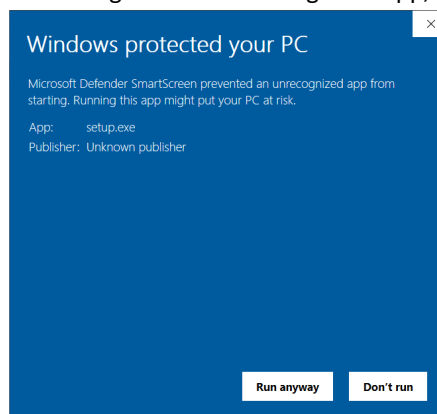 Windows protected your PC
Microsoft Defender SmartScreen prevented an unrecognized app from
starting. Running this app might put your PC at risk.
App: setup.exe
Publisher: Unknown publisher
Run anyway Don't run